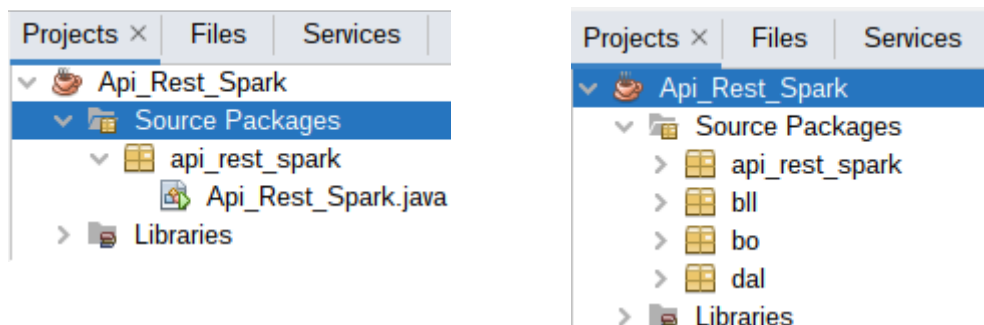 Projects × Files Services
Api_Rest_Spark
Source Packages
api_rest_spark
Api_Rest_Spark.java
Libraries
Projects × Files Services
Api_Rest_Spark
Source Packages
api_rest_spark
bll
bo
dal
Libraries